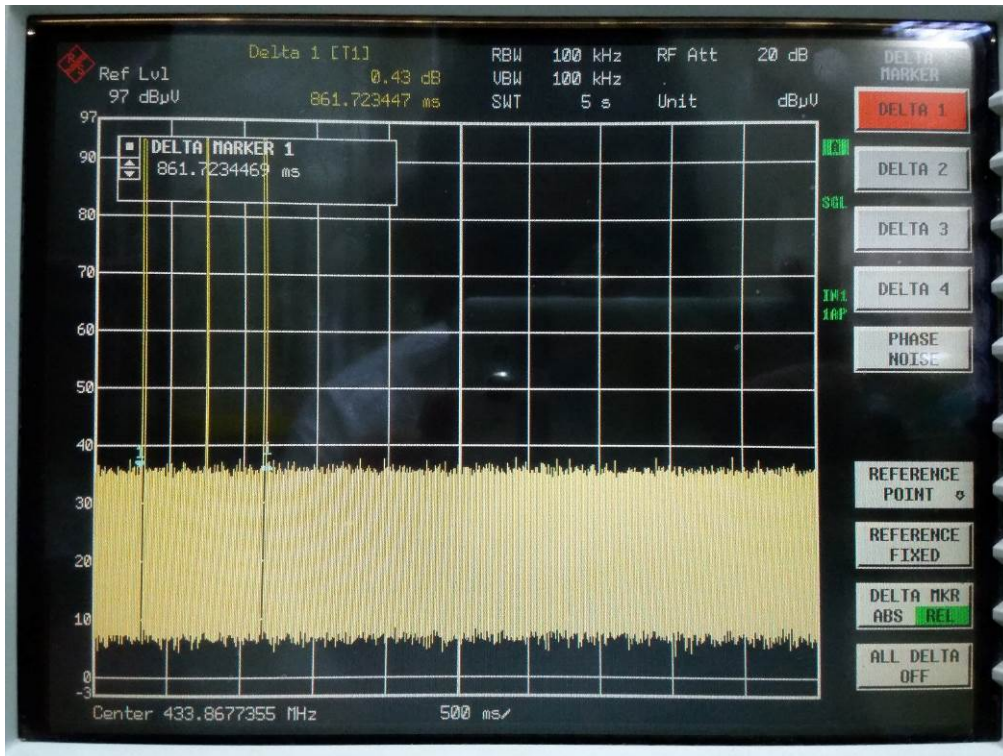 Delta 1 [T1]
RBW 100 kHz RF Att 20 dB
Ref Lvl 0.43 dB VBW 100 kHz
97 dBµV 861.723447 ms SWT 5 s Unit dBµV
97
DELTA MARKER 1
861.7234469 ms
90
80
70
60
50
40
30
20
10
0
-3
1
1
A
SGL
IN1
1AP
Center 433.8677355 MHz 500 ms/
DELTA
MARKER
DELTA 1
DELTA 2
DELTA 3
DELTA 4
PHASE
NOISE
REFERENCE
POINT
REFERENCE
FIXED
DELTA MKR
ABS REL
ALL DELTA
OFF